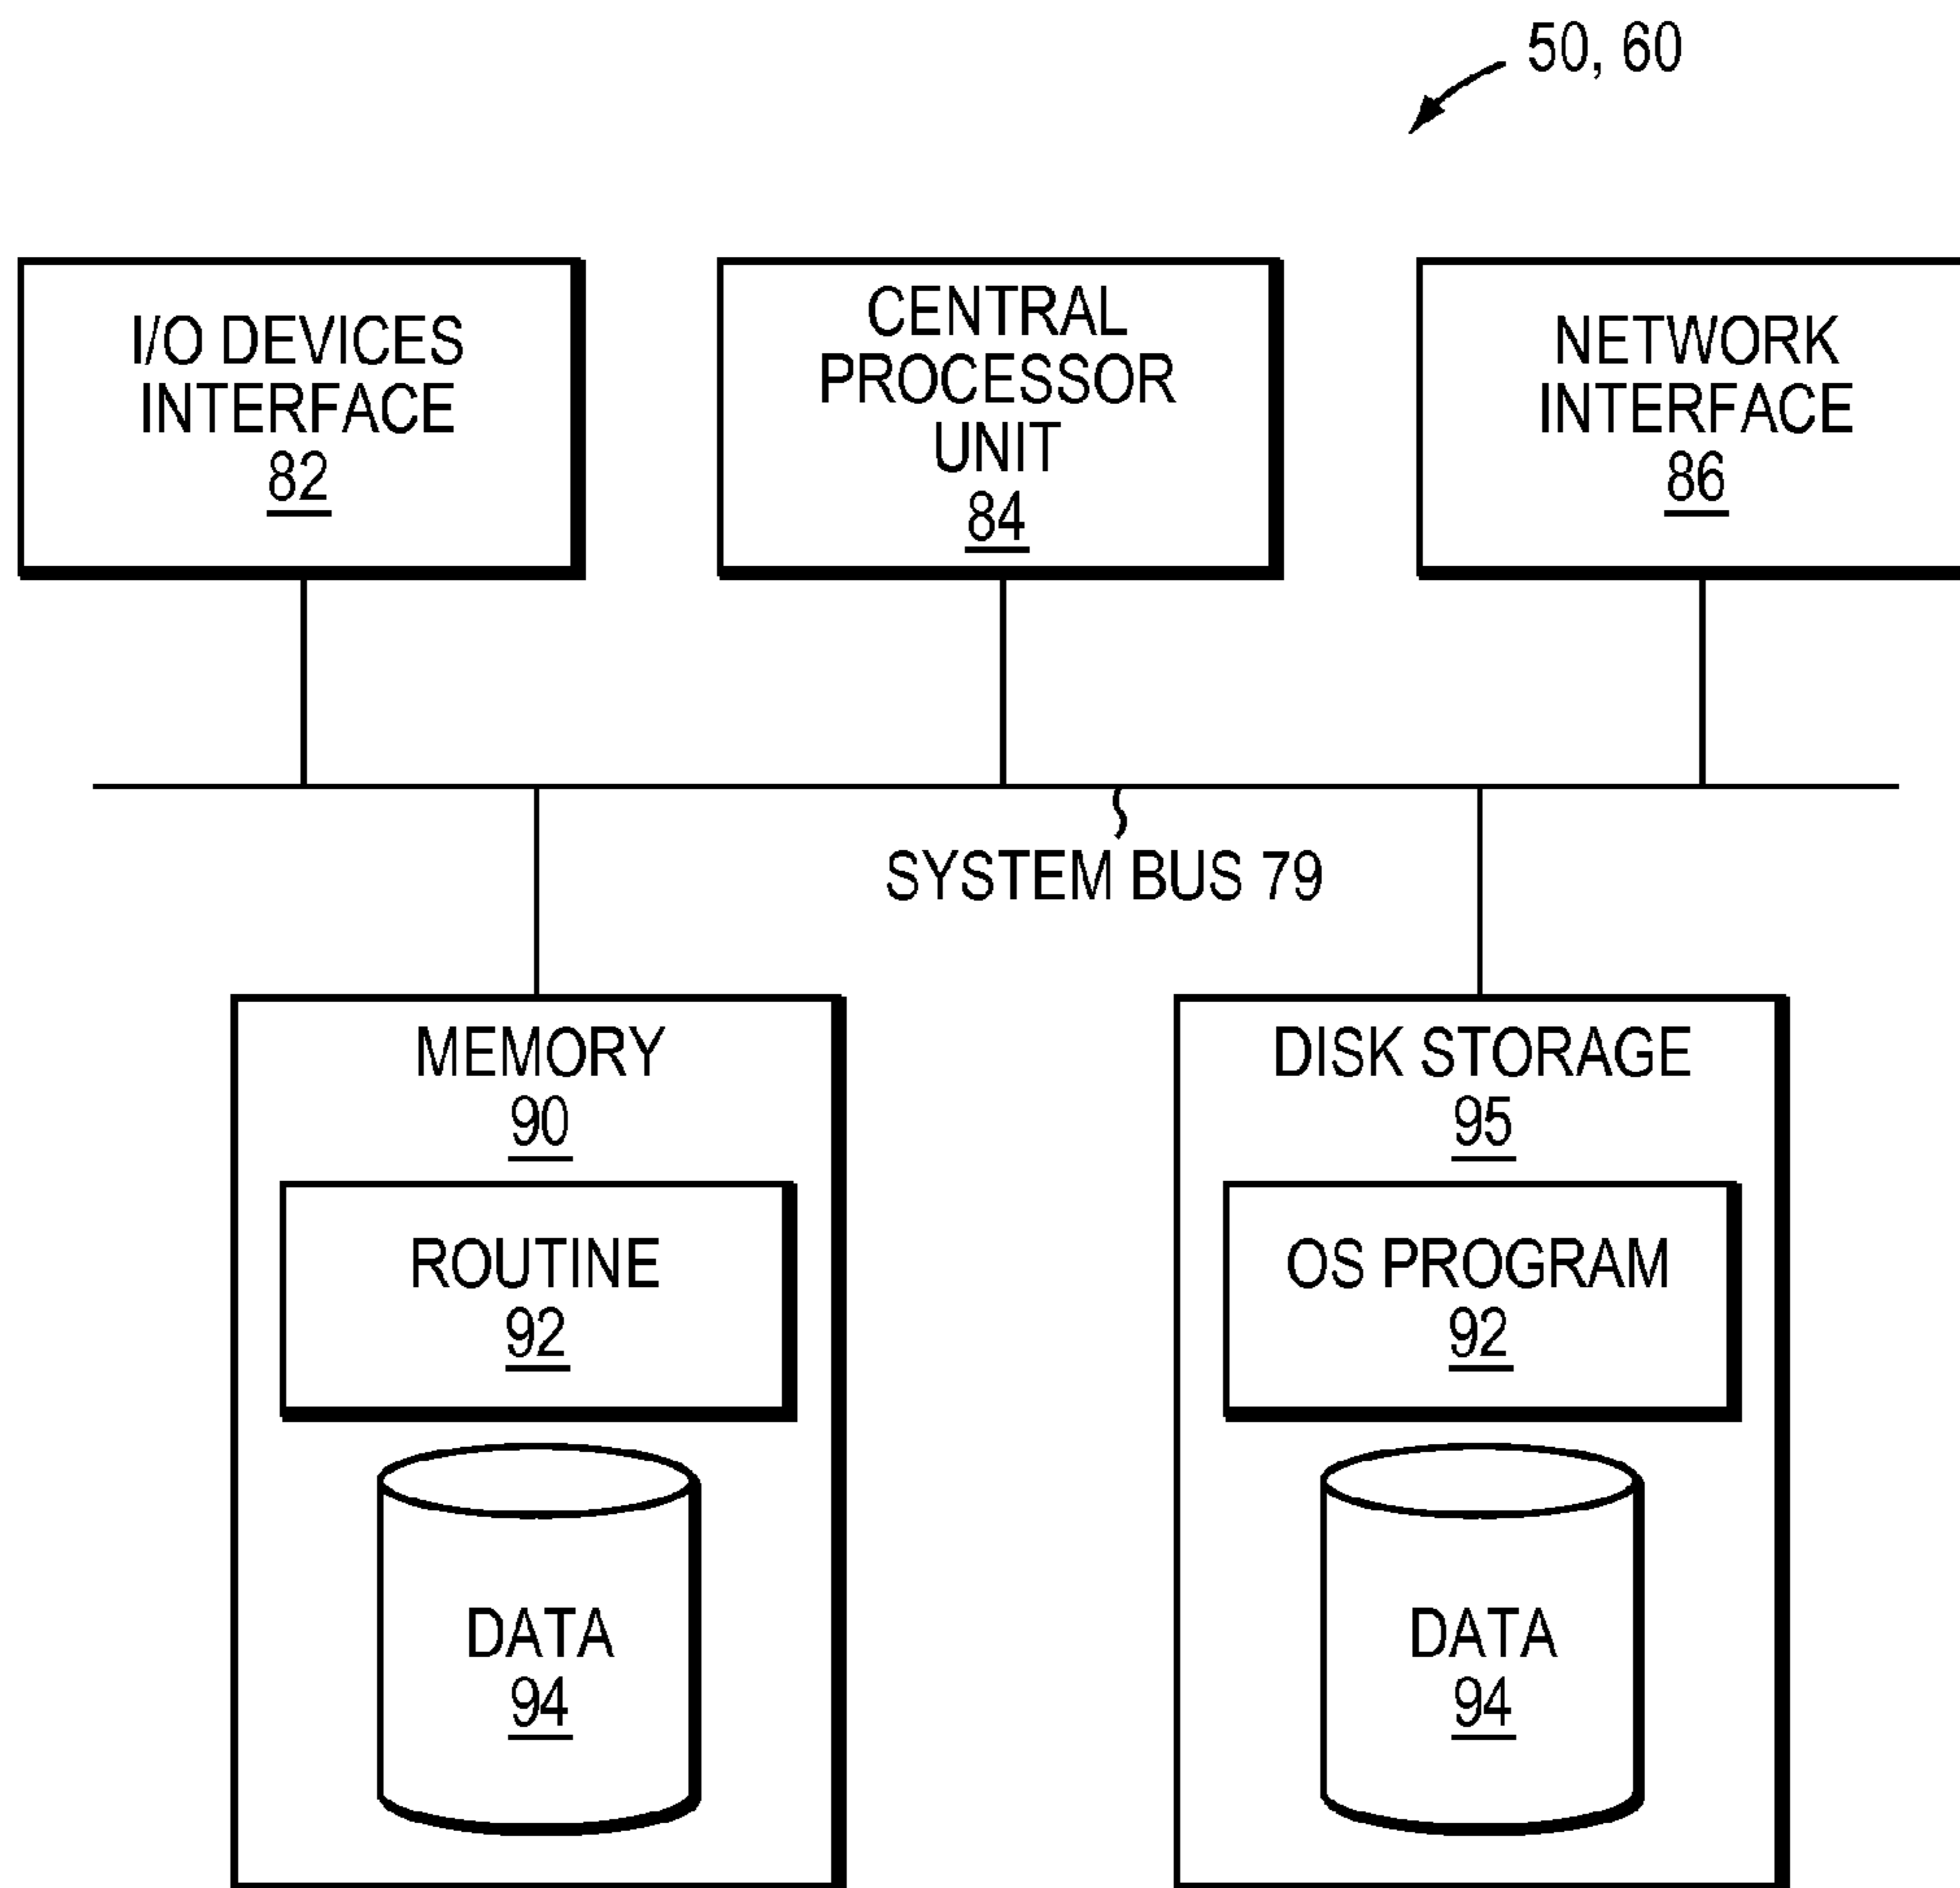 50, 60
I/O DEVICES
INTERFACE
82
CENTRAL
PROCESSOR
UNIT
84
NETWORK
INTERFACE
86
SYSTEM BUS 79
MEMORY
90
ROUTINE
92
DATA
94
DISK STORAGE
95
OS PROGRAM
92
DATA
94